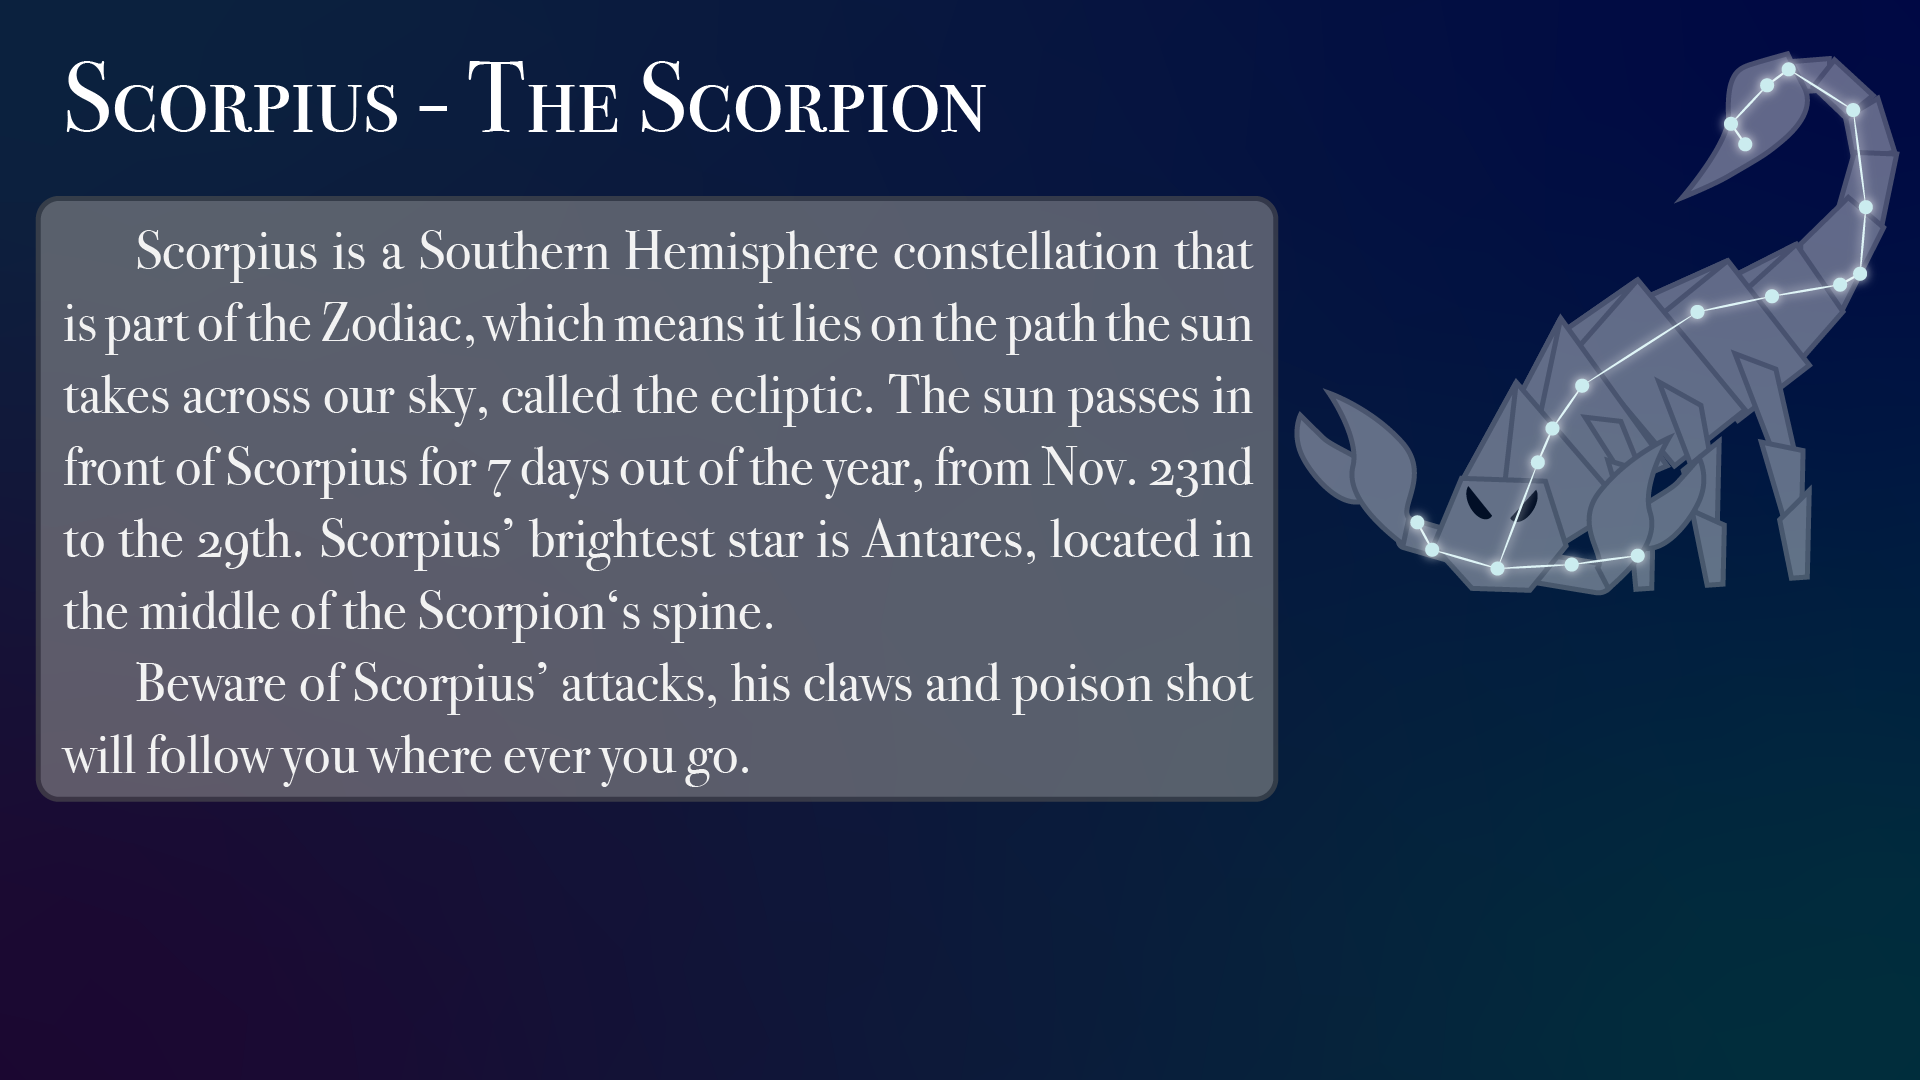 Scorpius – The Scorpion
Scorpius is a Southern Hemisphere constellation that
is part of the Zodiac, which means it lies on the path the sun
takes across our sky, called the ecliptic. The sun passes in
front of Scorpius for 7 days out of the year, from Nov. 23nd
to the 29th. Scorpius’ brightest star is Antares, located in
the middle of the Scorpion‘s spine.
Beware of Scorpius’ attacks, his claws and poison shot
will follow you where ever you go.